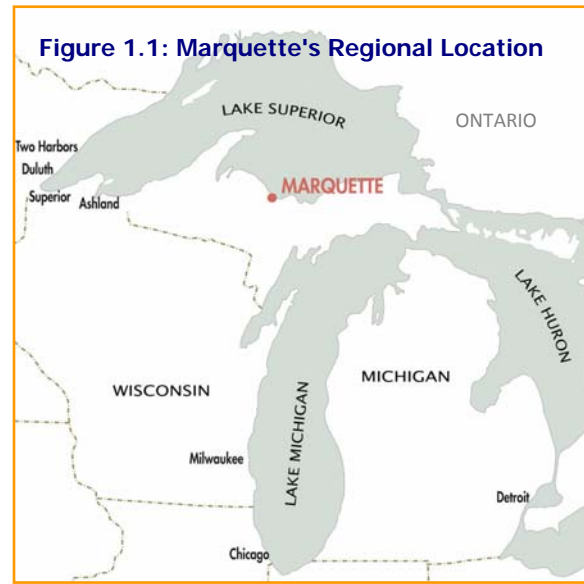 Figure 1.1: Marquette's Regional Location
LAKE SUPERIOR
ONTARIO
Two Harbors
Duluth
Superior
Ashland
MARQUETTE
LAKE HURON
WISCONSIN
MICHIGAN
LAKE MICHIGAN
Milwaukee
Detroit
Chicago